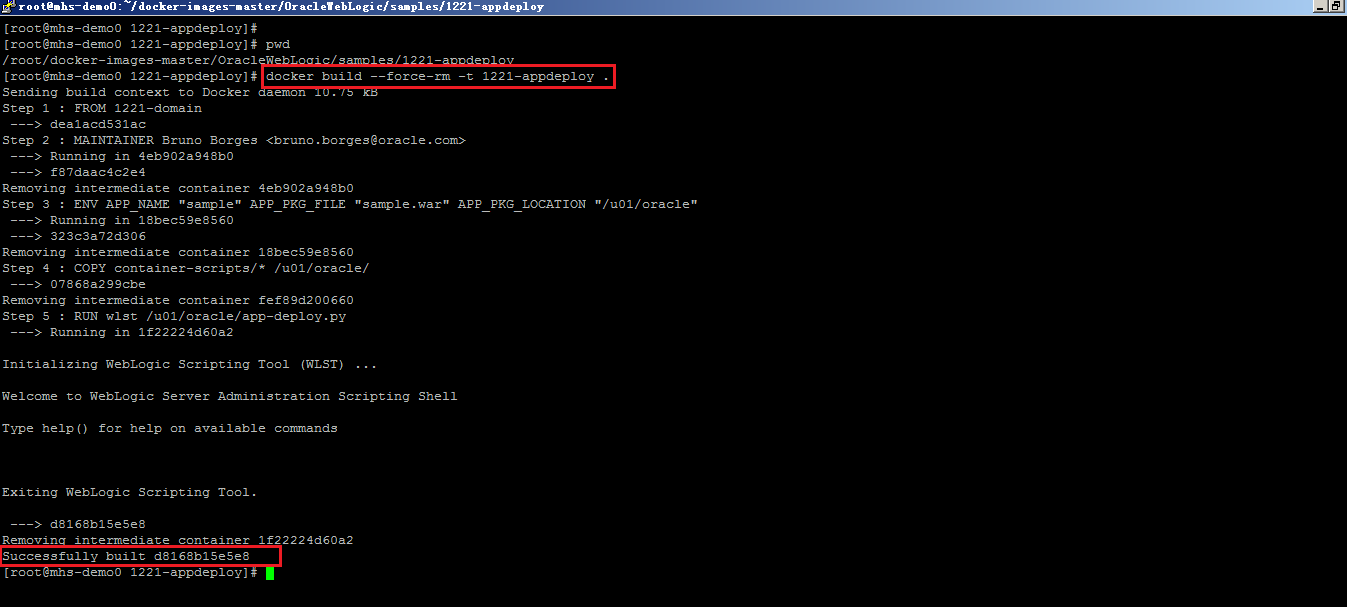 root@mhs-demo0:~/docker-images-master/OracleWebLogic/samples/1221-appdeploy
[root@mhs-demo0 1221-appdeploy]#
[root@mhs-demo0 1221-appdeploy]# pwd
/root/docker-images-master/OracleWebLogic/samples/1221-appdeploy
[root@mhs-demo0 1221-appdeploy]# docker build --force-rm -t 1221-appdeploy .
Sending build context to Docker daemon 10.75 kB
Step 1 : FROM 1221-domain
---> dea1acd531ac
Step 2 : MAINTAINER Bruno Borges <bruno.borges@oracle.com>
---> Running in 4eb902a948b0
---> f87daac4c2e4
Removing intermediate container 4eb902a948b0
Step 3 : ENV APP_NAME "sample" APP_PKG_FILE "sample.war" APP_PKG_LOCATION "/u01/oracle"
---> Running in 18bec59e8560
---> 323c3a72d306
Removing intermediate container 18bec59e8560
Step 4 : COPY container-scripts/* /u01/oracle/
---> 07868a299cbe
Removing intermediate container fef89d200660
Step 5 : RUN wlst /u01/oracle/app-deploy.py
---> Running in 1f22224d60a2
Initializing WebLogic Scripting Tool (WLST) ...
Welcome to WebLogic Server Administration Scripting Shell
Type help() for help on available commands
Exiting WebLogic Scripting Tool.
---> d8168b15e5e8
Removing intermediate container 1f22224d60a2
Successfully built d8168b15e5e8
[root@mhs-demo0 1221-appdeploy]#